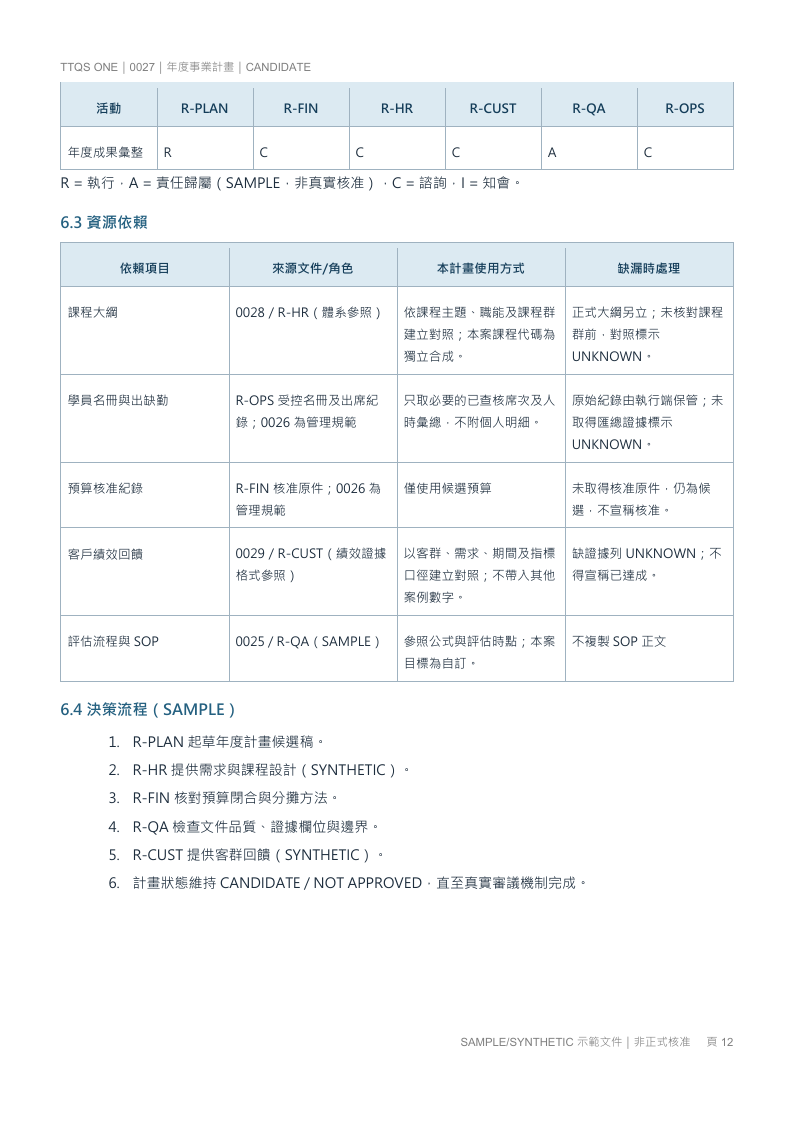 TTQS ONE｜0027｜年度事業計畫｜CANDIDATE
活動 R-PLAN R-FIN R-HR R-CUST R-QA R-OPS
年度成果彙整 R C C C A C
R = 執行，A = 責任歸屬（SAMPLE，非真實核准），C = 諮詢，I = 知會。
6.3 資源依賴
依賴項目 來源文件/角色 本計畫使用方式 缺漏時處理
課程大綱
0028 / R-HR（體系參照）
依課程主題、職能及課程群
建立對照；本案課程代碼為
獨立合成。
正式大綱另立；未核對課程
群前，對照標示
UNKNOWN。
學員名冊與出缺勤
R-OPS 受控名冊及出席紀
錄；0026 為管理規範
只取必要的已查核席次及人
時彙總，不附個人明細。
原始紀錄由執行端保管；未
取得匯總證據標示
UNKNOWN。
預算核准紀錄
R-FIN 核准原件；0026 為
管理規範
僅使用候選預算
未取得核准原件，仍為候
選，不宣稱核准。
客戶績效回饋
0029 / R-CUST（績效證據
格式參照）
以客群、需求、期間及指標
口徑建立對照；不帶入其他
案例數字。
缺證據列 UNKNOWN；不
得宣稱已達成。
評估流程與 SOP
0025 / R-QA（SAMPLE）
參照公式與評估時點；本案
目標為自訂。
不複製 SOP 正文
6.4 決策流程（SAMPLE）
1. R-PLAN 起草年度計畫候選稿。
2. R-HR 提供需求與課程設計（SYNTHETIC）。
3. R-FIN 核對預算閉合與分攤方法。
4. R-QA 檢查文件品質、證據欄位與邊界。
5. R-CUST 提供客群回饋（SYNTHETIC）。
6. 計畫狀態維持 CANDIDATE / NOT APPROVED，直至真實審議機制完成。
SAMPLE/SYNTHETIC 示範文件｜非正式核准 頁 12